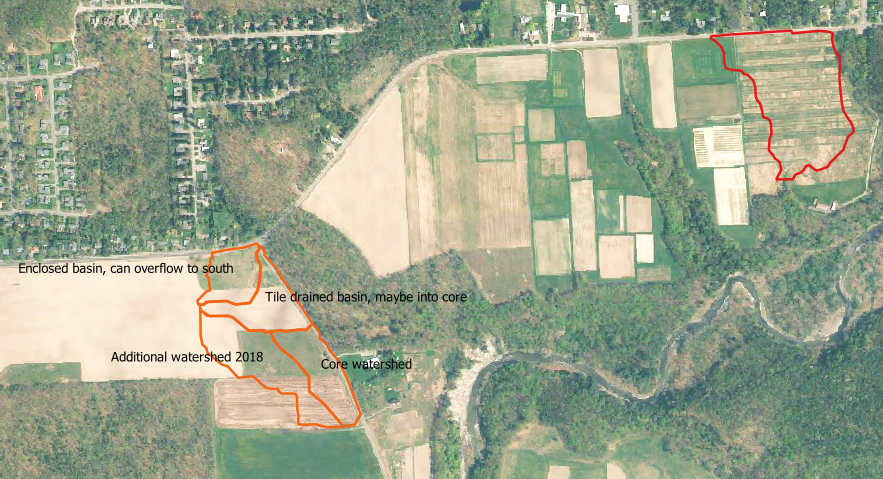 Enclosed basin, can overflow to south
Tile drained basin, maybe into core
Additional watershed 2018
Core watershed